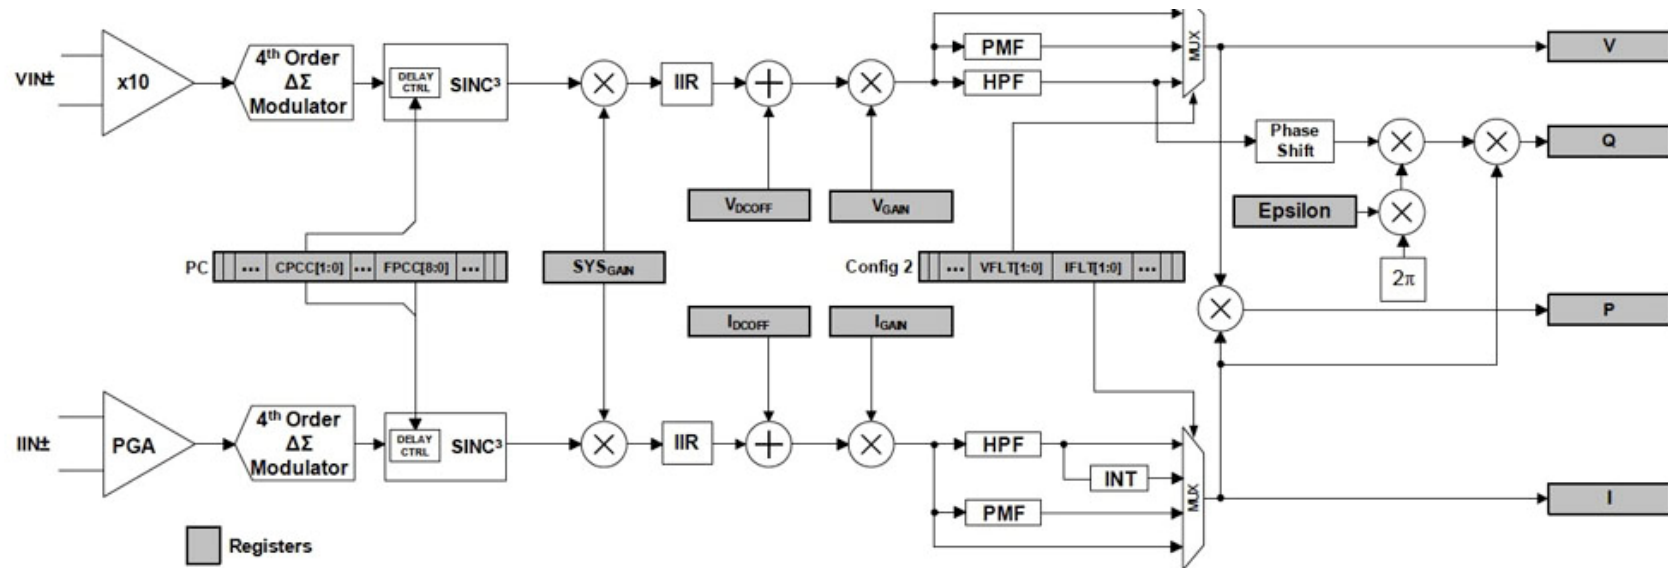 VIN±
x10
4th Order
ΔΣ
Modulator
DELAY
CTRL
SINC³
×
IIR
+
×
PMF
HPF
MUX
V
Phase
Shift
×
×
Q
VDCOFF
VGAIN
Epsilon
×
PC
... CPCC[1:0] ... FPCC[8:0] ...
SYSGAIN
Config 2
... VFLT[1:0] IFLT[1:0] ...
2π
IDCOFF
IGAIN
×
P
IIN±
PGA
4th Order
ΔΣ
Modulator
DELAY
CTRL
SINC³
×
IIR
+
×
HPF
INT
PMF
MUX
I
Registers